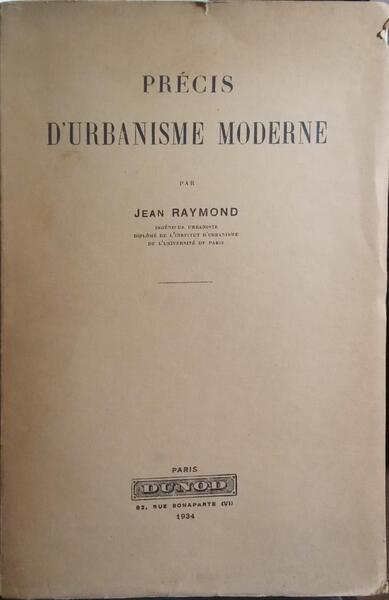 PRÉCIS
D'URBANISME MODERNE
PAR
JEAN RAYMOND
INGÉNIEUR URBANISTE
DIPLÔMÉ DE L'INSTITUT D'URBANISME
DE L'UNIVERSITÉ DE PARIS
PARIS
DUNOD
92, RUE BONAPARTE (VI)
1934